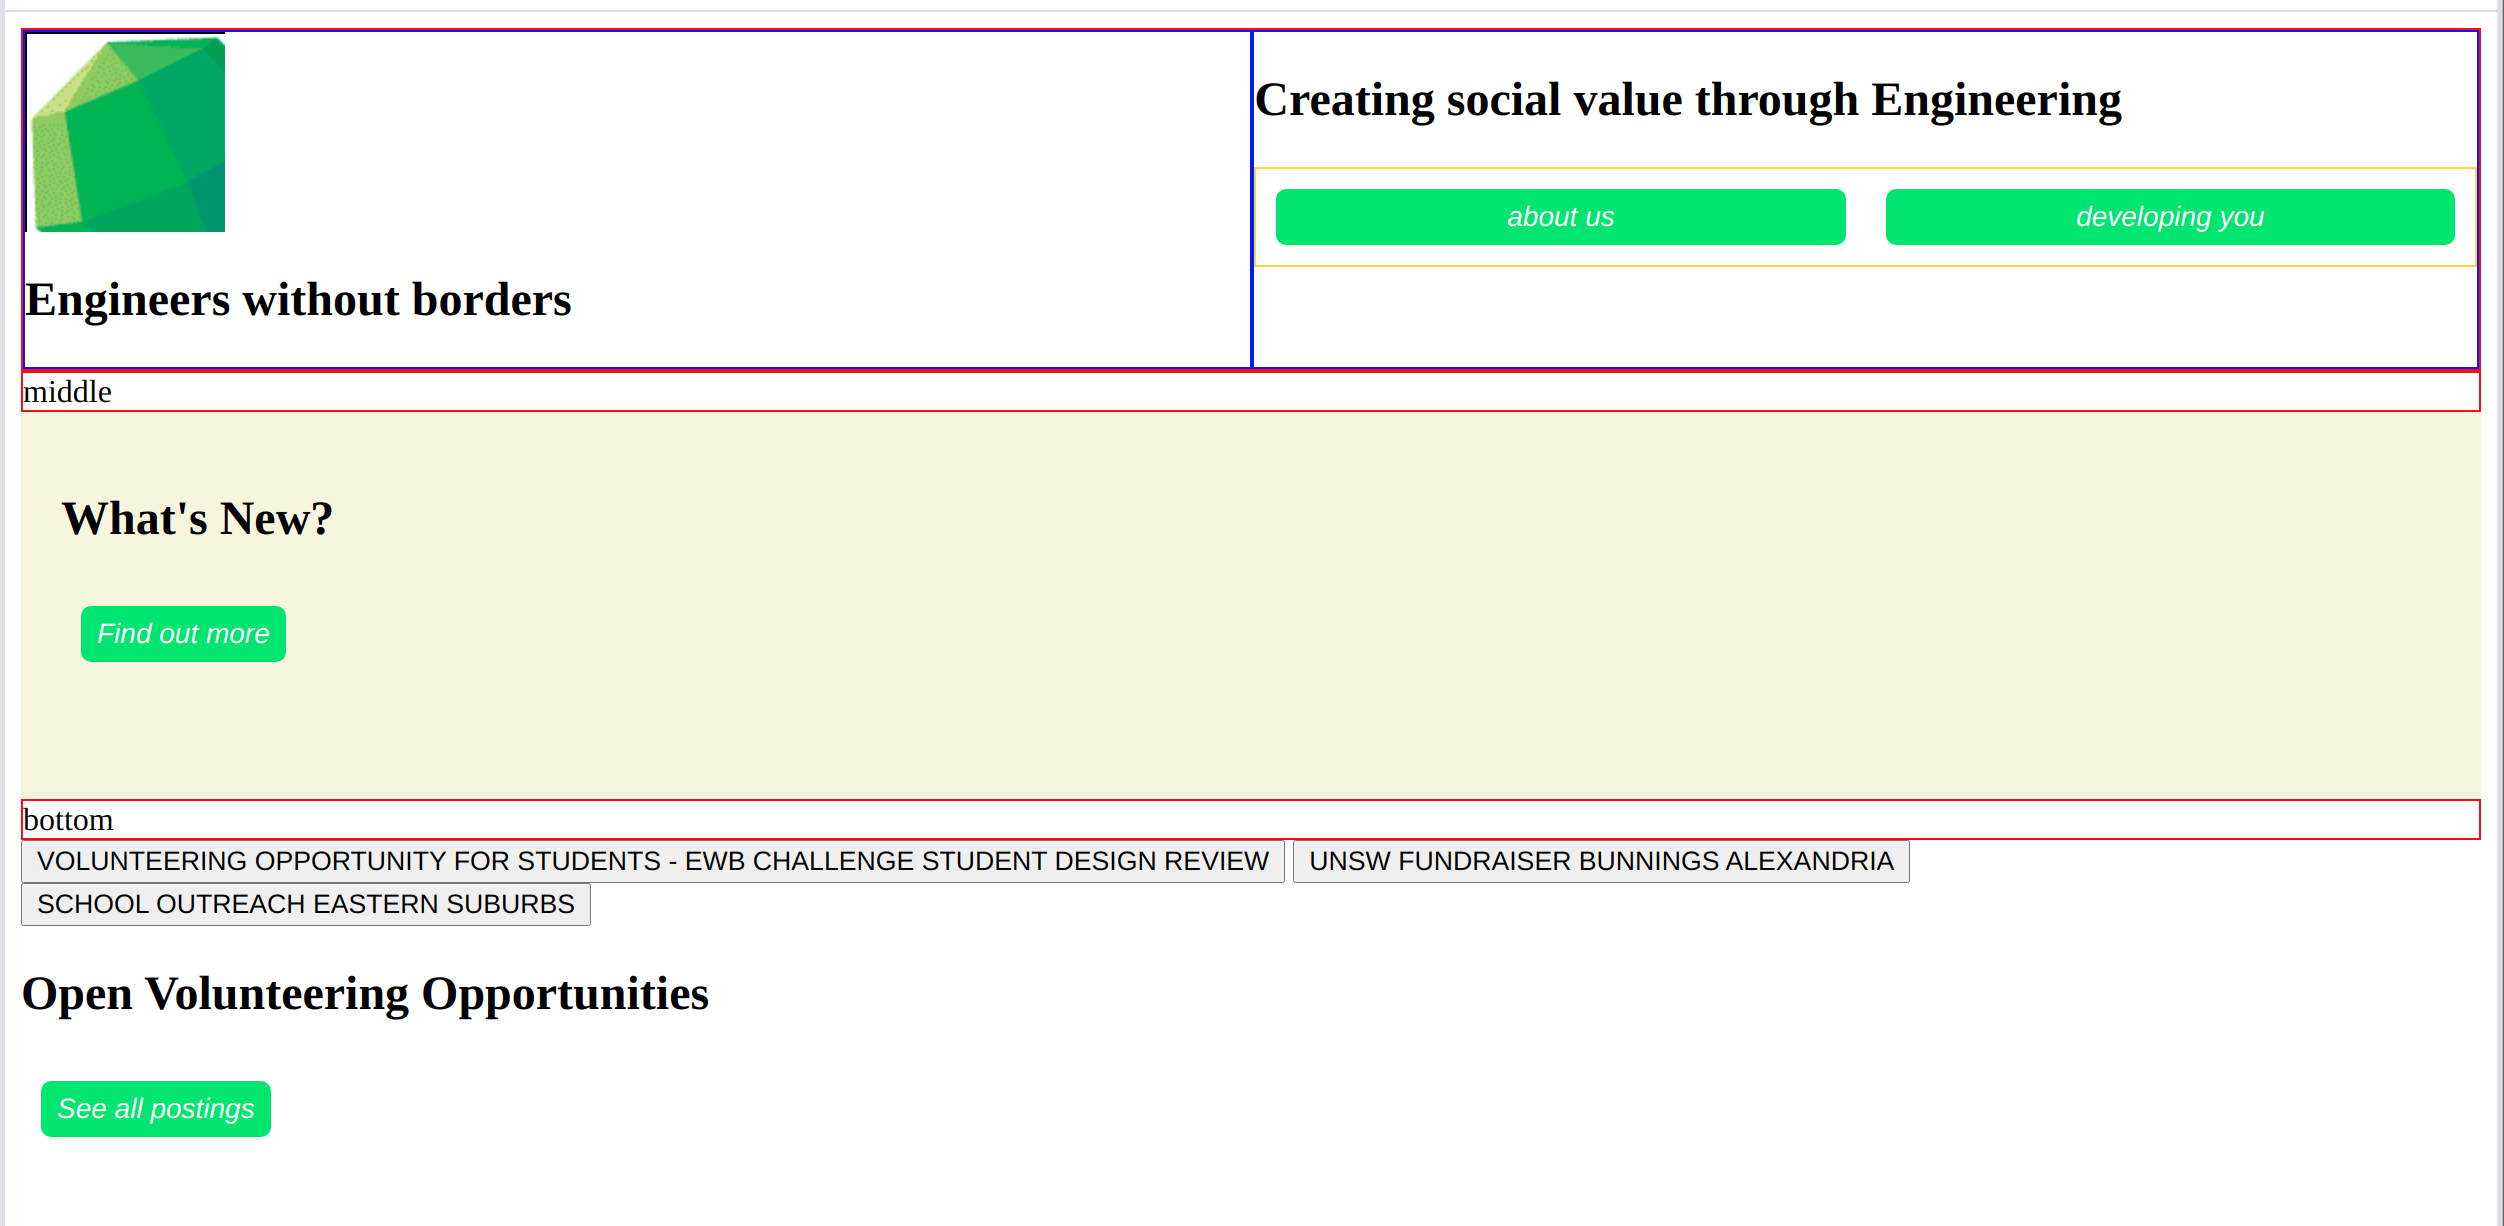 Engineers without borders
Creating social value through Engineering
about us
developing you
middle
What's New?
Find out more
bottom
VOLUNTEERING OPPORTUNITY FOR STUDENTS - EWB CHALLENGE STUDENT DESIGN REVIEW
UNSW FUNDRAISER BUNNINGS ALEXANDRIA
SCHOOL OUTREACH EASTERN SUBURBS
Open Volunteering Opportunities
See all postings